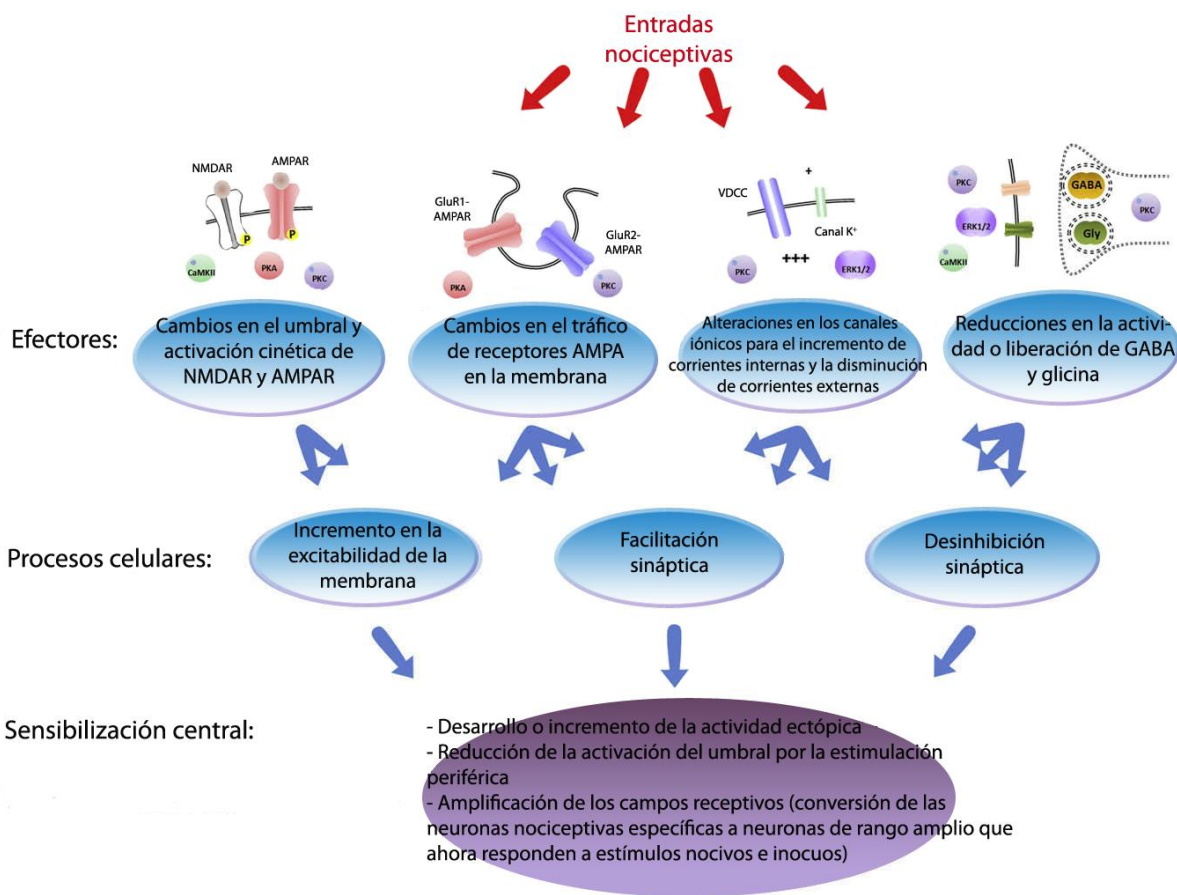 Entradas
nociceptivas
NMDAR
AMPAR
P
P
CaMKII
PKA
PKC
GluR1-
AMPAR
GluR2-
AMPAR
PKA
PKC
VDCC
+
Canal K⁺
PKC
+++
ERK1/2
PKC
ERK1/2
CaMKII
GABA
Gly
PKC
Efectores:
Cambios en el umbral y
activación cinética de
NMDAR y AMPAR
Cambios en el tráfico
de receptores AMPA
en la membrana
Alteraciones en los canales
iónicos para el incremento de
corrientes internas y la disminución
de corrientes externas
Reducciones en la activi-
dad o liberación de GABA
y glicina
Procesos celulares:
Incremento en la
excitabilidad de la
membrana
Facilitación
sináptica
Desinhibición
sináptica
Sensibilización central:
- Desarrollo o incremento de la actividad ectópica
- Reducción de la activación del umbral por la estimulación
periférica
- Amplificación de los campos receptivos (conversión de las
neuronas nociceptivas específicas a neuronas de rango amplio que
ahora responden a estímulos nocivos e inocuos)